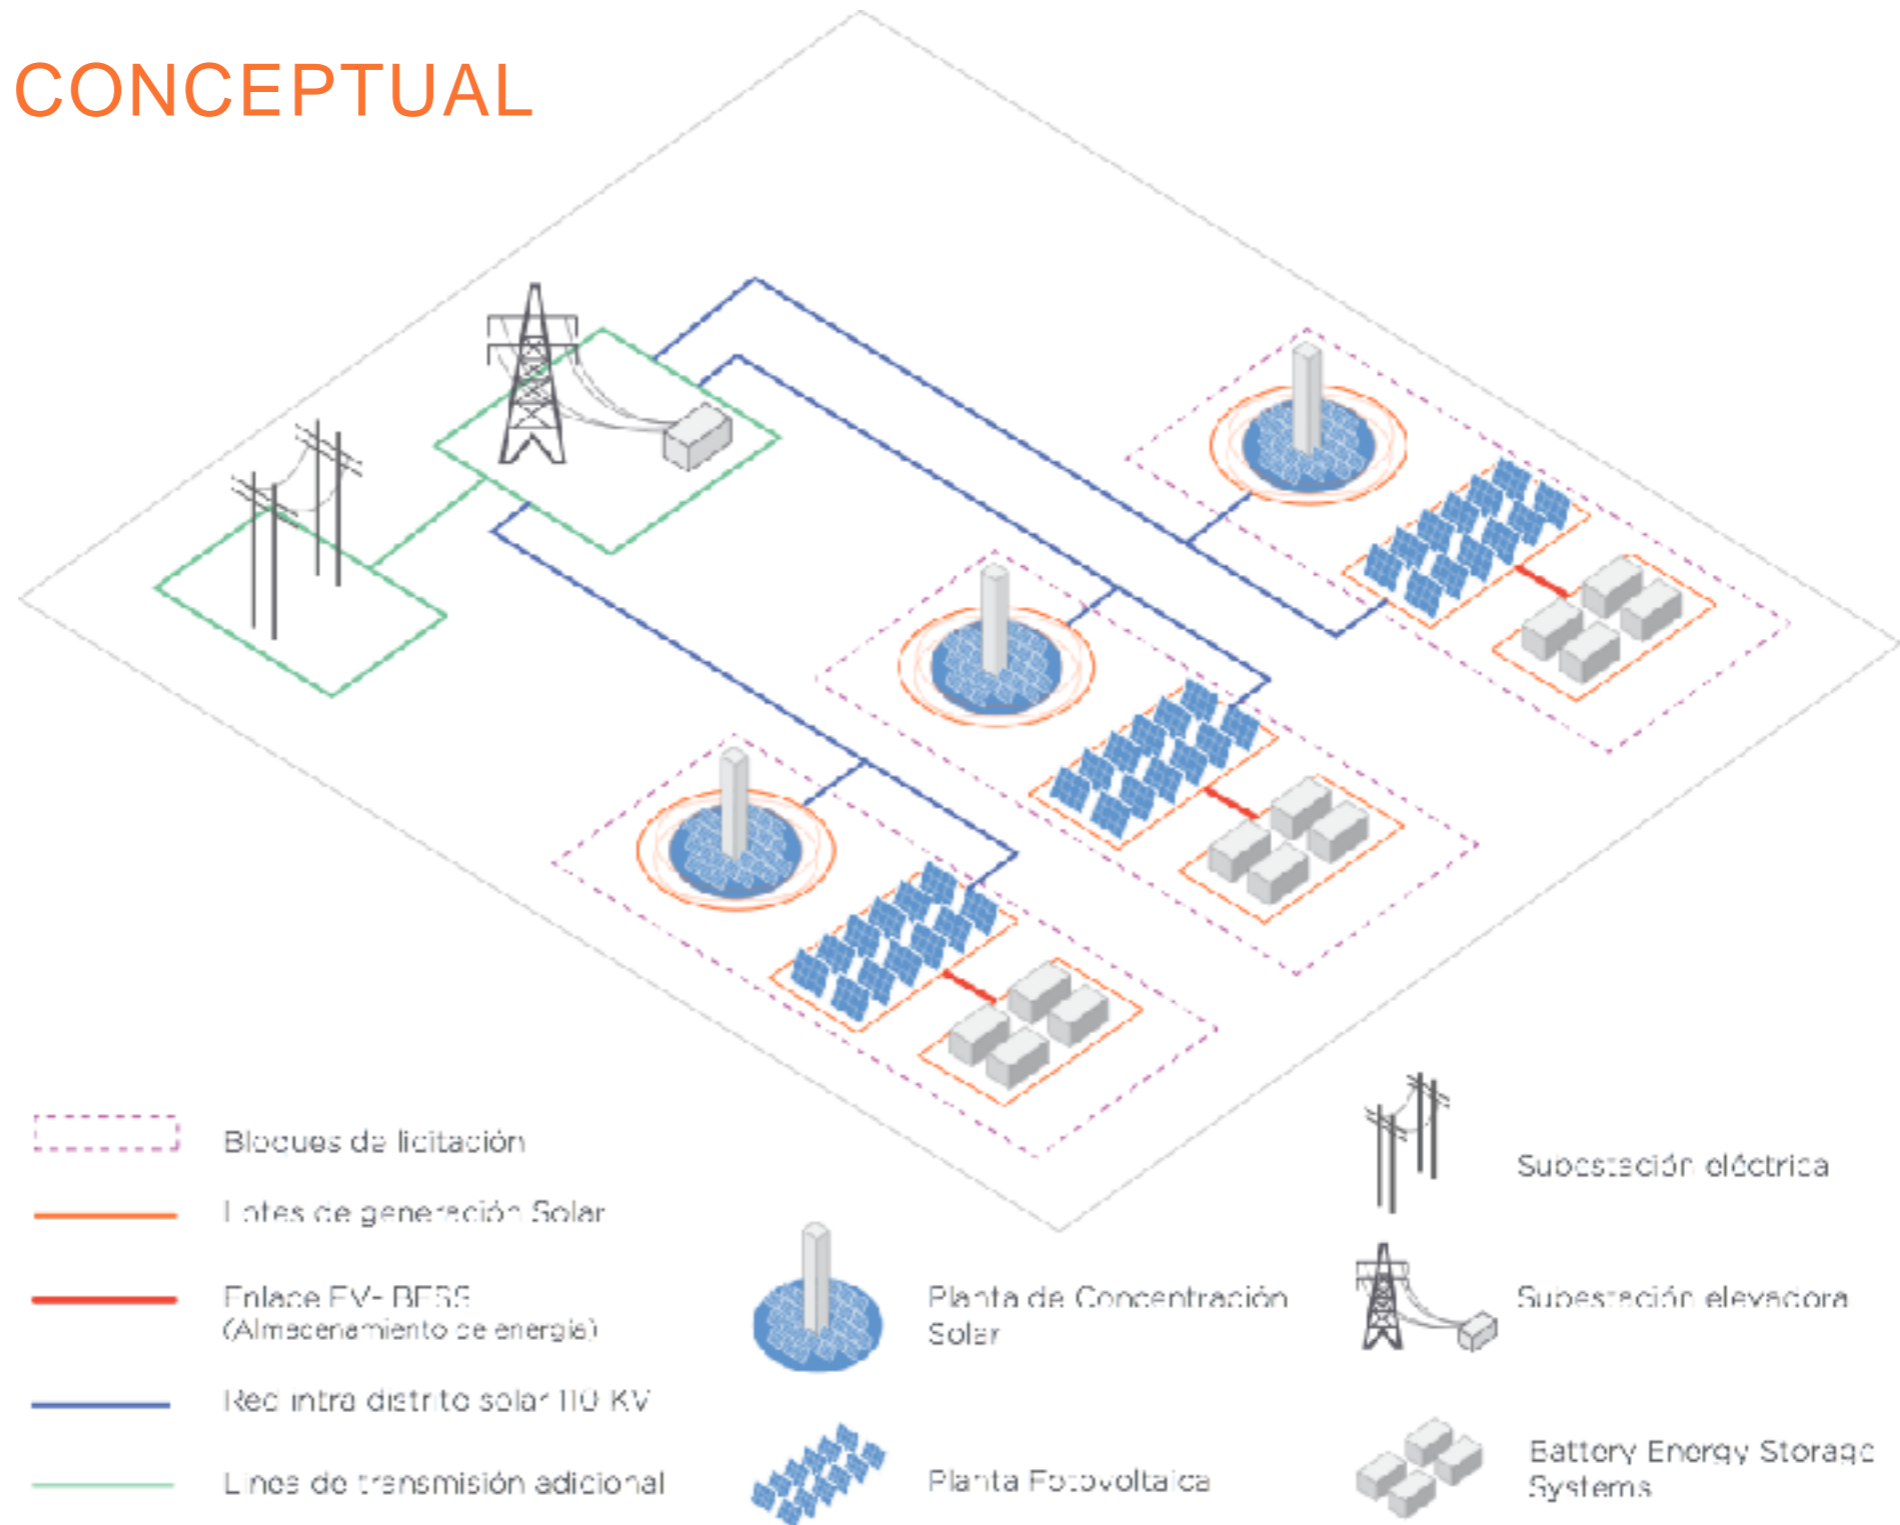 CONCEPTUAL
Bloques de licitación
Lotes de generación Solar
Enlace FV- BESS
(Almacenamiento de energía)
Red intra distrito solar 110 KV
Linea de transmisión adicional
Planta de Concentración
Solar
Planta Fotovoltaica
Subestación eléctrica
Subestación elevadora
Battery Energy Storage
Systems